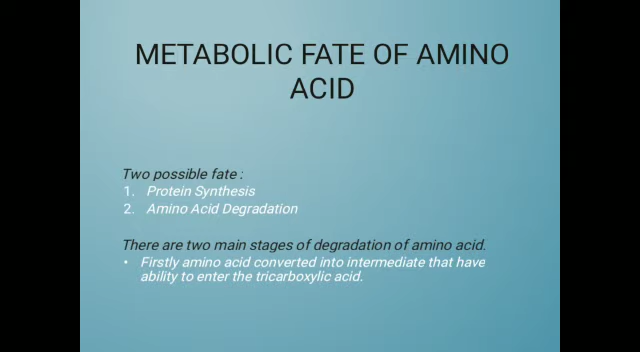 METABOLIC FATE OF AMINO
ACID
Two possible fate :
1. Protein Synthesis
2. Amino Acid Degradation
There are two main stages of degradation of amino acid.
• Firstly amino acid converted into intermediate that have
ability to enter the tricarboxylic acid.